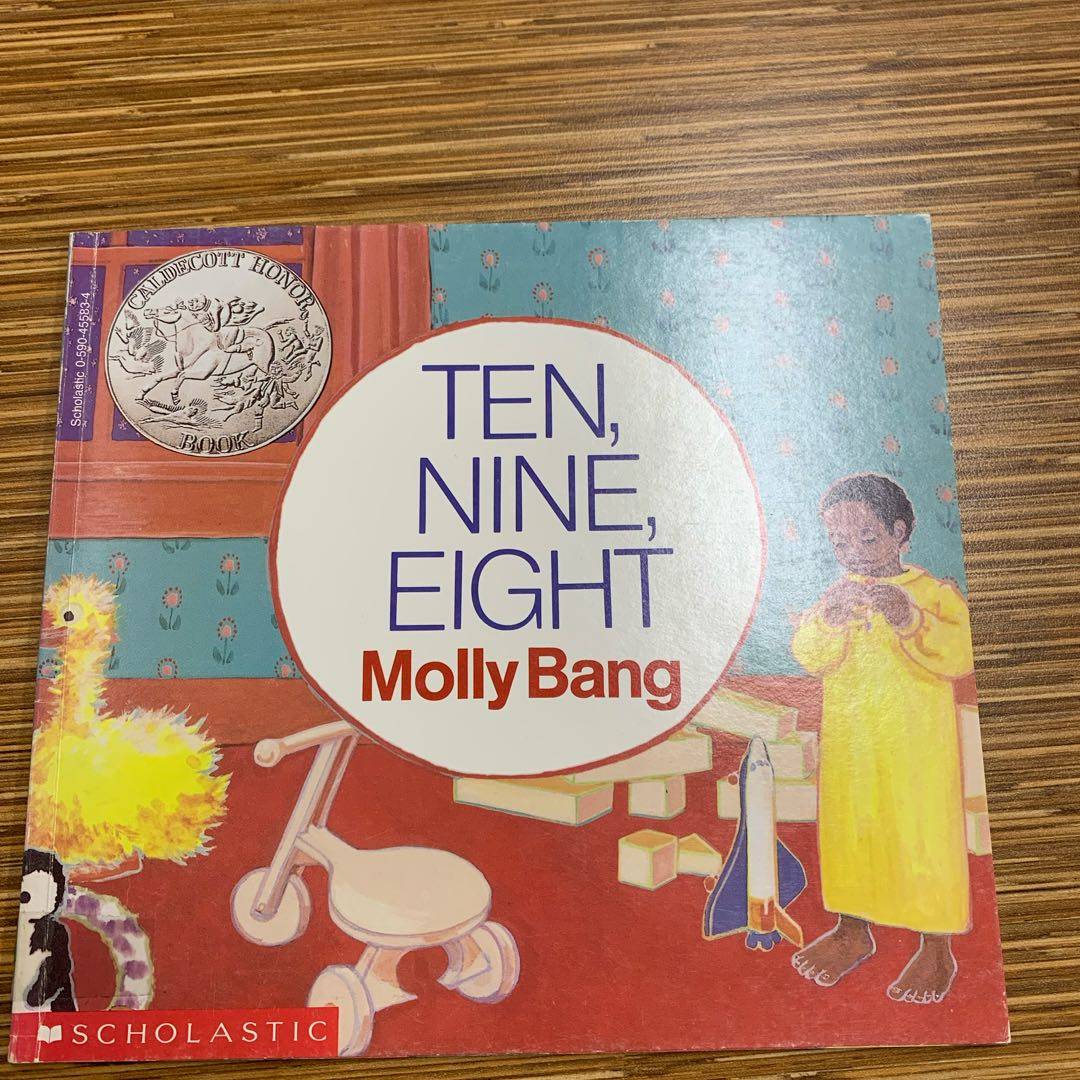 Scholastic 0-590-45583-4
CALDECOTT HONOR
BOOK
TEN,
NINE,
EIGHT
Molly Bang
SCHOLASTIC